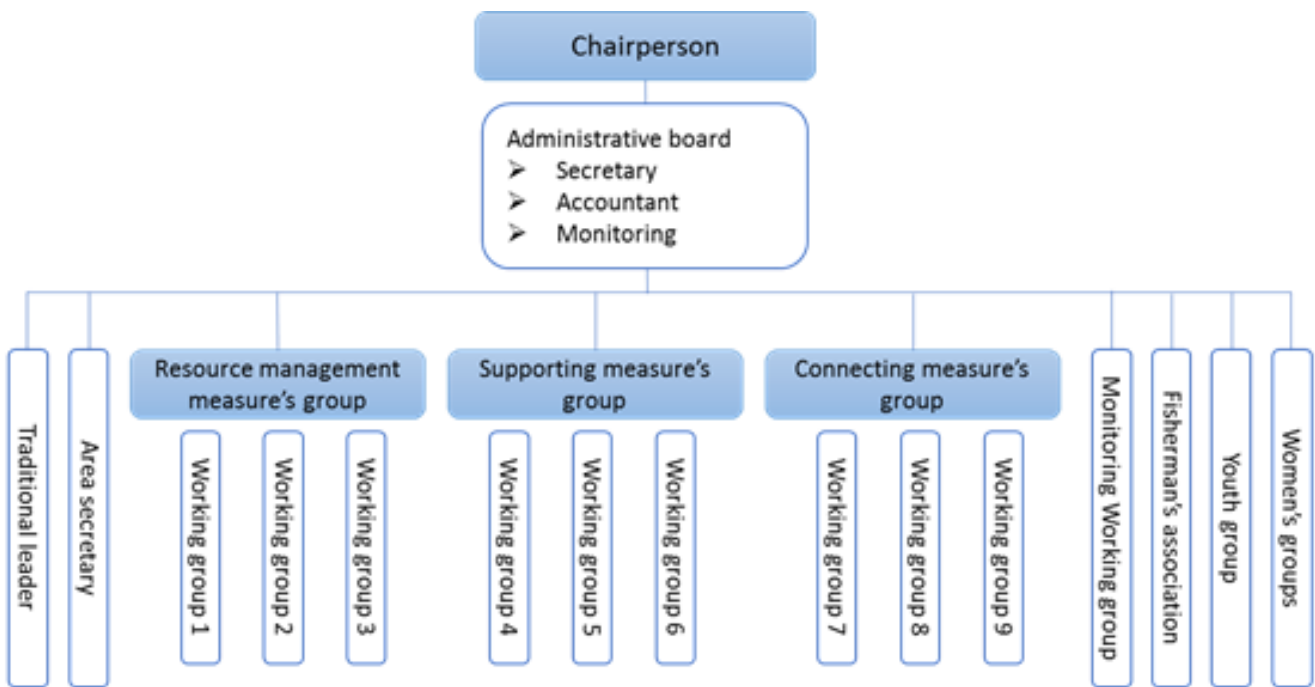 Chairperson
Administrative board
➢ Secretary
➢ Accountant
➢ Monitoring
Traditional leader
Area secretary
Resource management
measure’s group
Working group 1
Working group 2
Working group 3
Supporting measure’s
group
Working group 4
Working group 5
Working group 6
Connecting measure’s
group
Working group 7
Working group 8
Working group 9
Monitoring Working group
Fisherman’s association
Youth group
Women’s groups